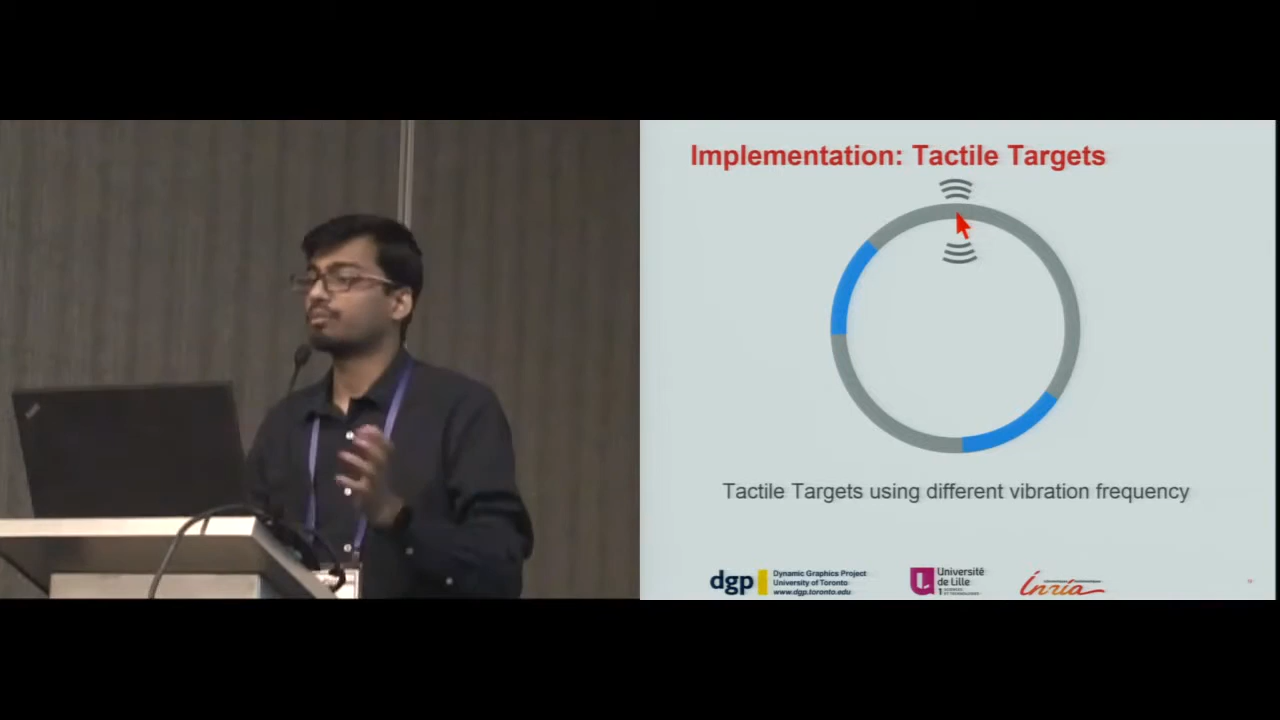 Implementation: Tactile Targets
Tactile Targets using different vibration frequency
dgp
Dynamic Graphics Project
University of Toronto
www.dgp.toronto.edu
Université
de Lille
Inria